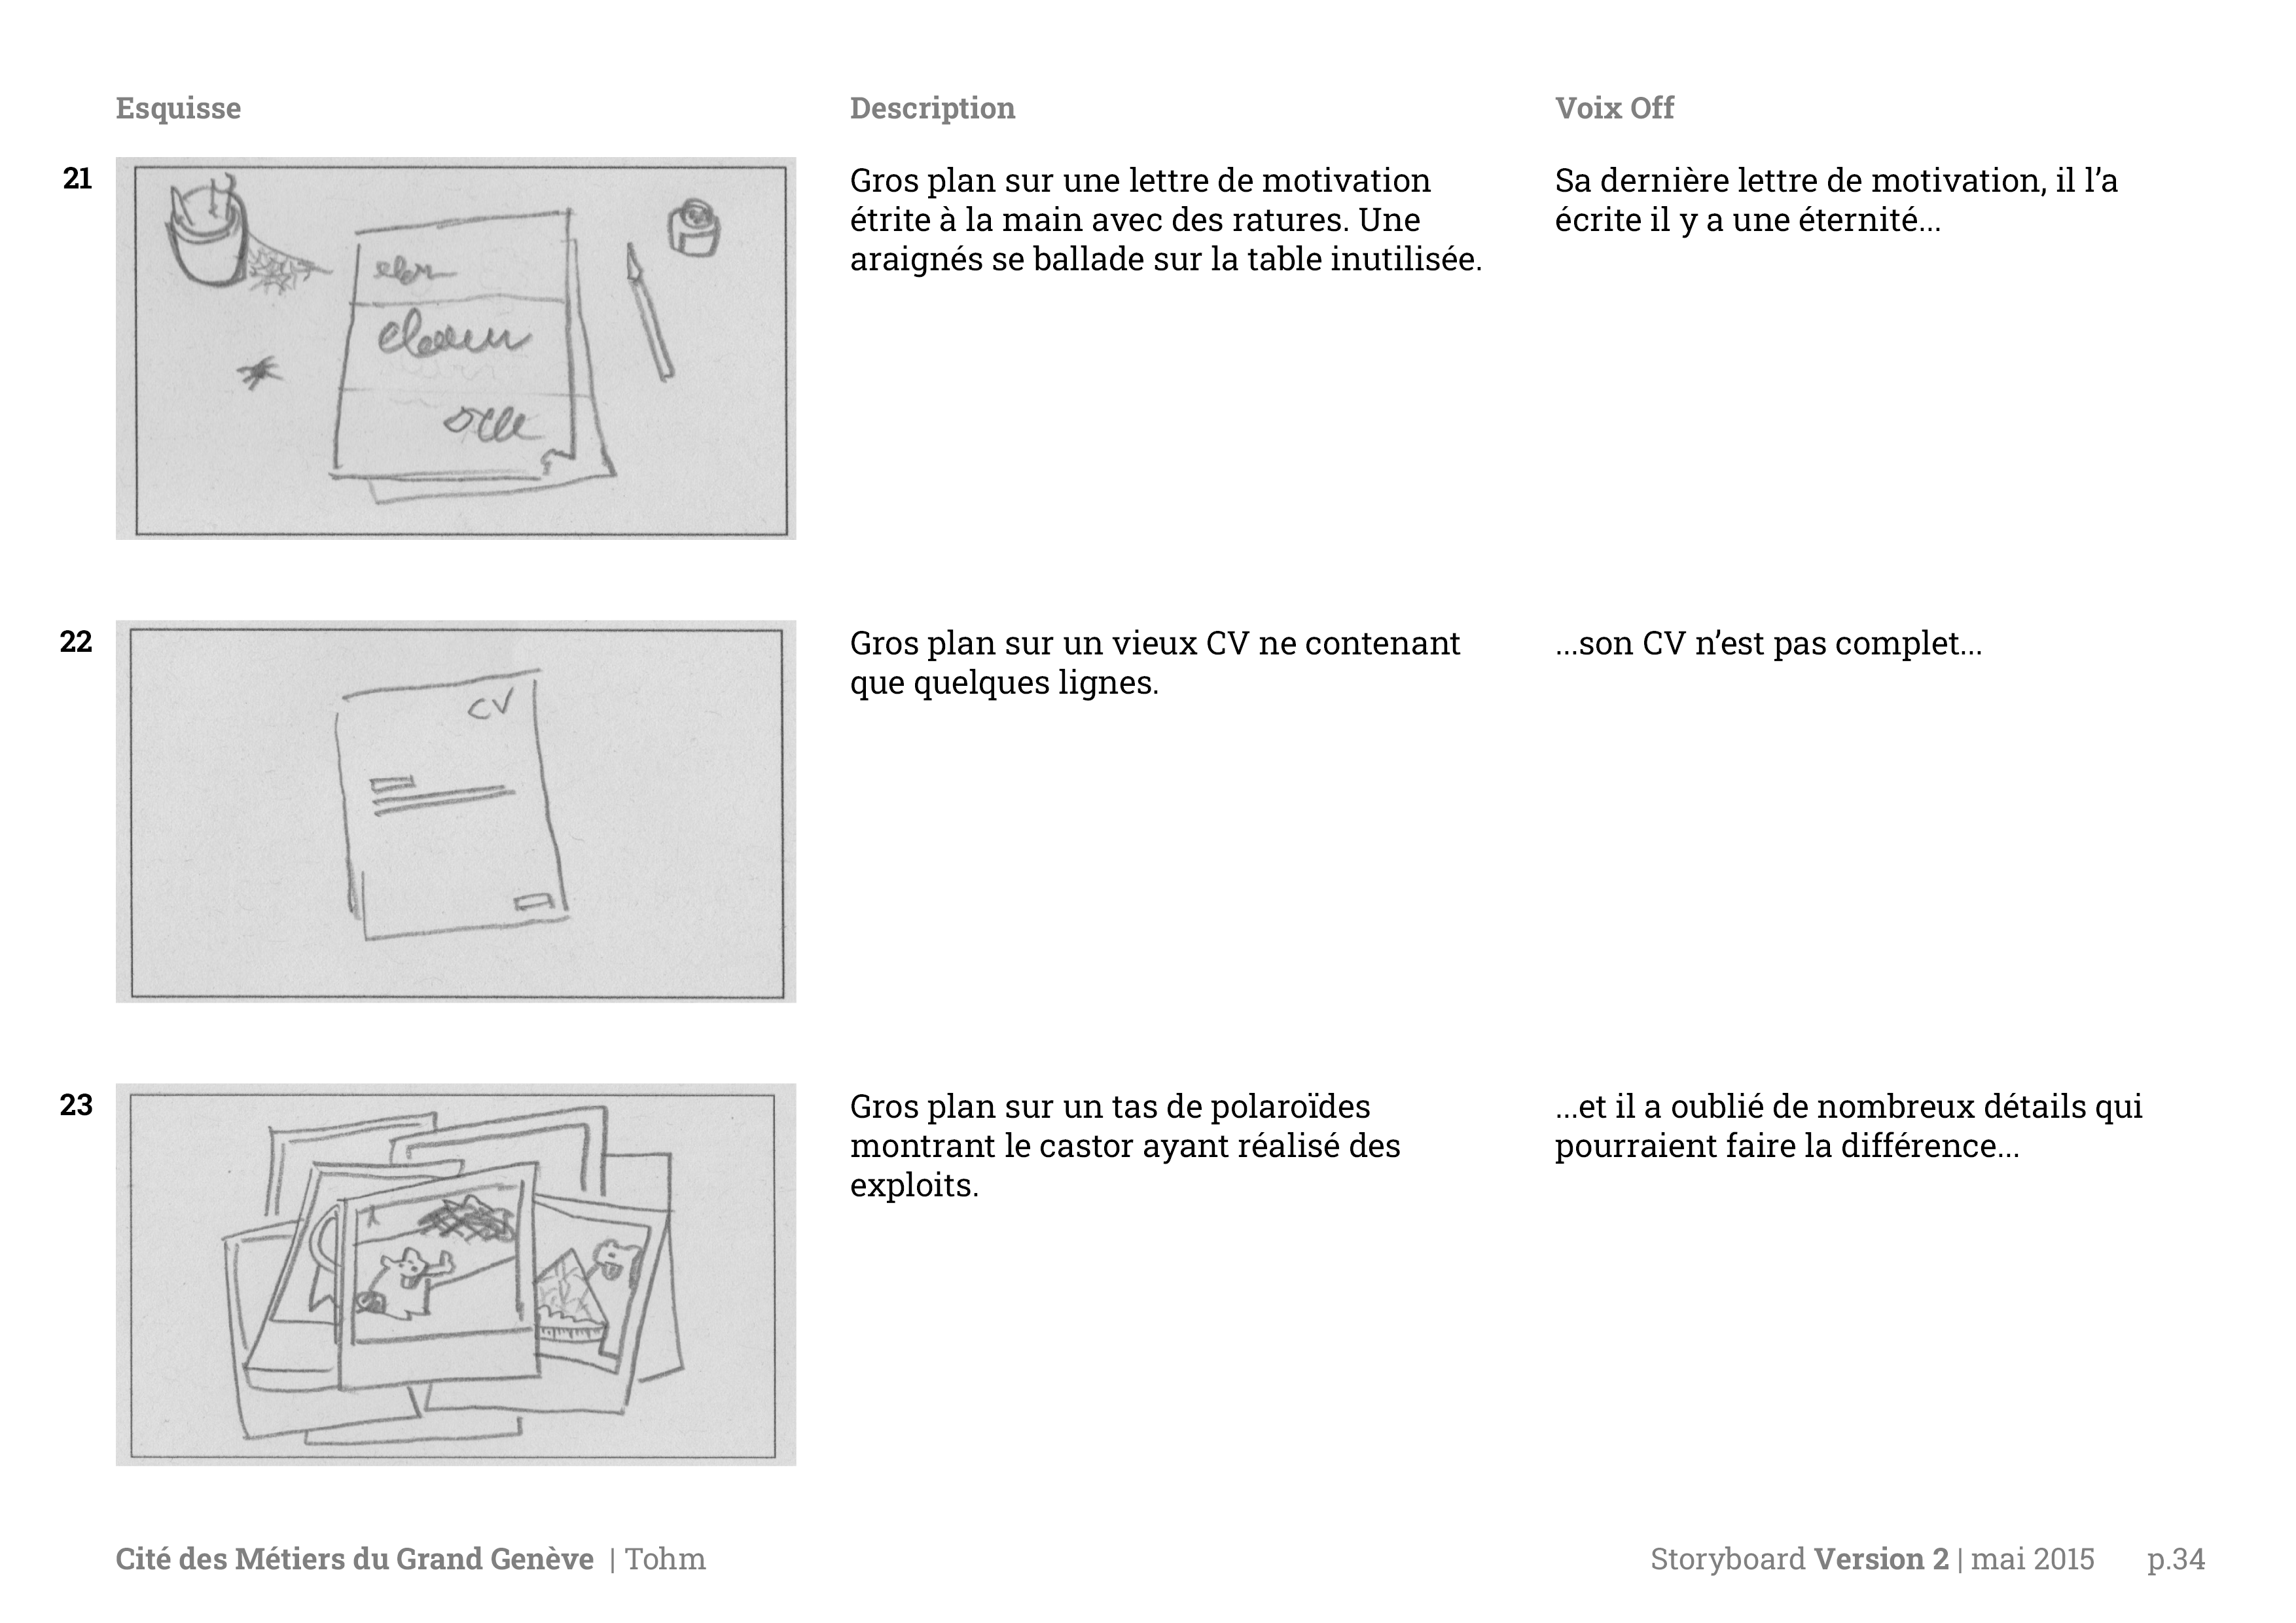 Esquisse
Description
Voix Off
21
Gros plan sur une lettre de motivation
étrite à la main avec des ratures. Une
araignés se ballade sur la table inutilisée.
Sa dernière lettre de motivation, il l’a
écrite il y a une éternité...
22
CV
Gros plan sur un vieux CV ne contenant
que quelques lignes.
...son CV n’est pas complet...
23
Gros plan sur un tas de polaroïdes
montrant le castor ayant réalisé des
exploits.
...et il a oublié de nombreux détails qui
pourraient faire la différence...
Cité des Métiers du Grand Genève | Tohm
Storyboard Version 2 | mai 2015 p.34